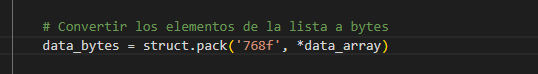 # Convertir los elementos de la lista a bytes
data_bytes = struct.pack('768f', *data_array)